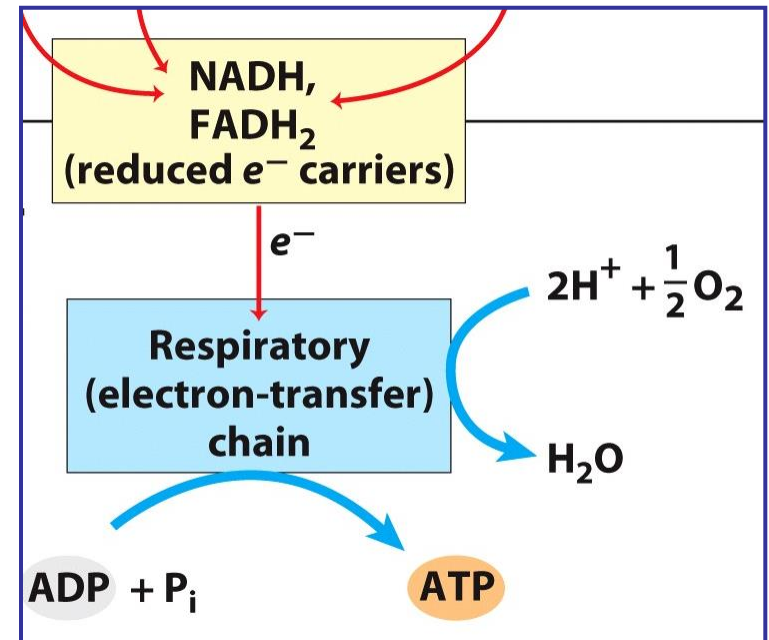 NADH,
FADH₂
(reduced e⁻ carriers)
e⁻
2H⁺ + 1/2 O₂
Respiratory
(electron-transfer)
chain
H₂O
ADP + Pᵢ
ATP